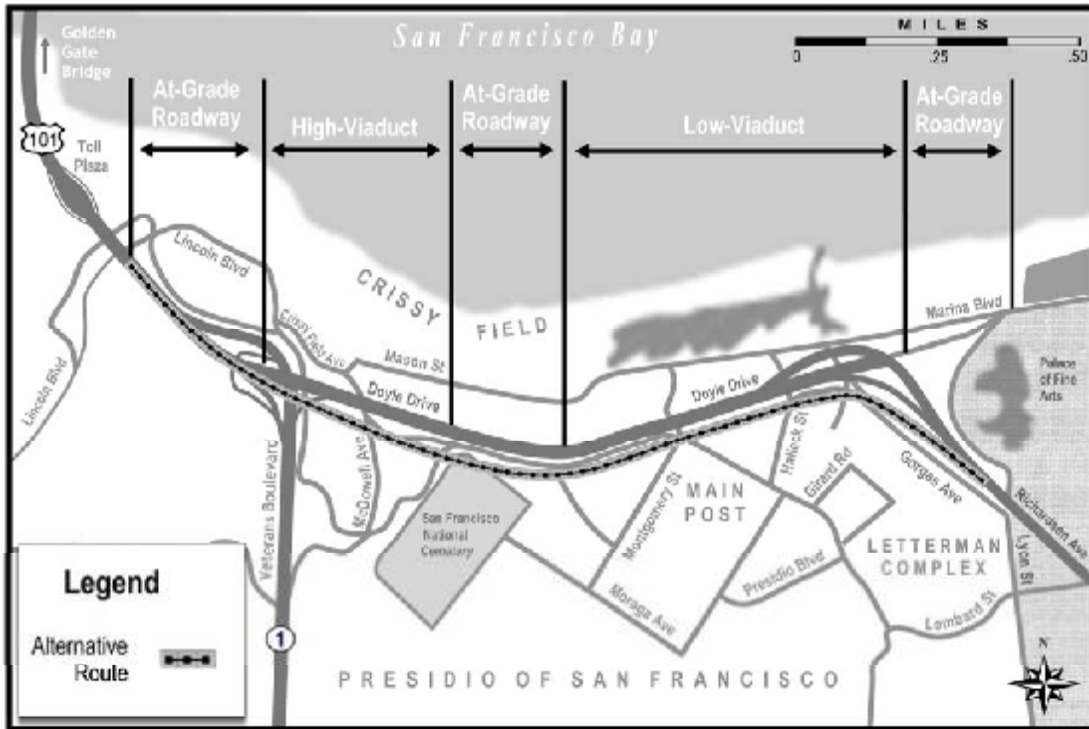 San Francisco Bay
MILES
0 .25 .50
Golden
Gate
Bridge
101
Toll
Plaza
At-Grade
Roadway
High-Viaduct
At-Grade
Roadway
Low-Viaduct
At-Grade
Roadway
Lincoln Blvd
Lincoln Blvd
CRISSY
FIELD
Crissy Field Ave
Mason St
Doyle Drive
Doyle Drive
Marina Blvd
Palace
of Fine
Arts
Veterans Boulevard
McDowell Ave
San Francisco
National
Cemetery
Montgomery St
MAIN
POST
Halleck St
Girard Rd
Gorgas Ave
Richardson Ave
Lyon St
LETTERMAN
COMPLEX
Presidio Blvd
Moraga Ave
Lombard St
1
PRESIDIO OF SAN FRANCISCO
N
Legend
Alternative
Route